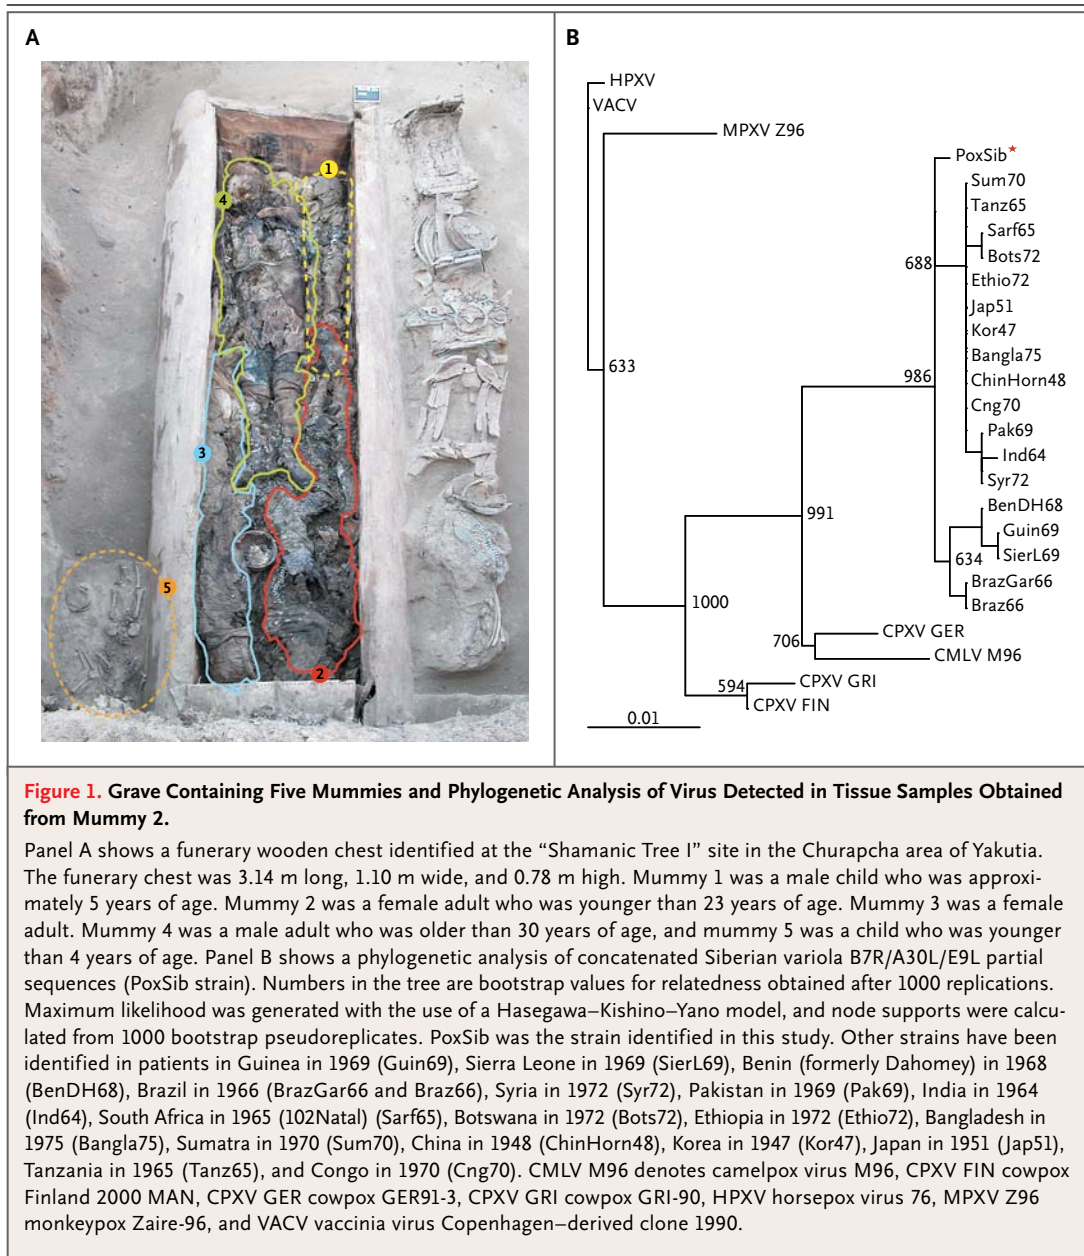 A
B
1
4
3
5
2
HPXV
VACV
MPXV Z96
PoxSib★
Sum70
Tanz65
Sarf65
Bots72
688
Ethio72
Jap51
Kor47
633
Bangla75
986
ChinHorn48
Cng70
Pak69
Ind64
Syr72
BenDH68
991
Guin69
634
SierL69
BrazGar66
1000
Braz66
CPXV GER
706
CMLV M96
CPXV GRI
594
CPXV FIN
0.01
Figure 1. Grave Containing Five Mummies and Phylogenetic Analysis of Virus Detected in Tissue Samples Obtained
from Mummy 2.
Panel A shows a funerary wooden chest identified at the “Shamanic Tree I” site in the Churapcha area of Yakutia.
The funerary chest was 3.14 m long, 1.10 m wide, and 0.78 m high. Mummy 1 was a male child who was approxi-
mately 5 years of age. Mummy 2 was a female adult who was younger than 23 years of age. Mummy 3 was a female
adult. Mummy 4 was a male adult who was older than 30 years of age, and mummy 5 was a child who was younger
than 4 years of age. Panel B shows a phylogenetic analysis of concatenated Siberian variola B7R/A30L/E9L partial
sequences (PoxSib strain). Numbers in the tree are bootstrap values for relatedness obtained after 1000 replications.
Maximum likelihood was generated with the use of a Hasegawa–Kishino–Yano model, and node supports were calcu-
lated from 1000 bootstrap pseudoreplicates. PoxSib was the strain identified in this study. Other strains have been
identified in patients in Guinea in 1969 (Guin69), Sierra Leone in 1969 (SierL69), Benin (formerly Dahomey) in 1968
(BenDH68), Brazil in 1966 (BrazGar66 and Braz66), Syria in 1972 (Syr72), Pakistan in 1969 (Pak69), India in 1964
(Ind64), South Africa in 1965 (102Natal) (Sarf65), Botswana in 1972 (Bots72), Ethiopia in 1972 (Ethio72), Bangladesh in
1975 (Bangla75), Sumatra in 1970 (Sum70), China in 1948 (ChinHorn48), Korea in 1947 (Kor47), Japan in 1951 (Jap51),
Tanzania in 1965 (Tanz65), and Congo in 1970 (Cng70). CMLV M96 denotes camelpox virus M96, CPXV FIN cowpox
Finland 2000 MAN, CPXV GER cowpox GER91-3, CPXV GRI cowpox GRI-90, HPXV horsepox virus 76, MPXV Z96
monkeypox Zaire-96, and VACV vaccinia virus Copenhagen–derived clone 1990.